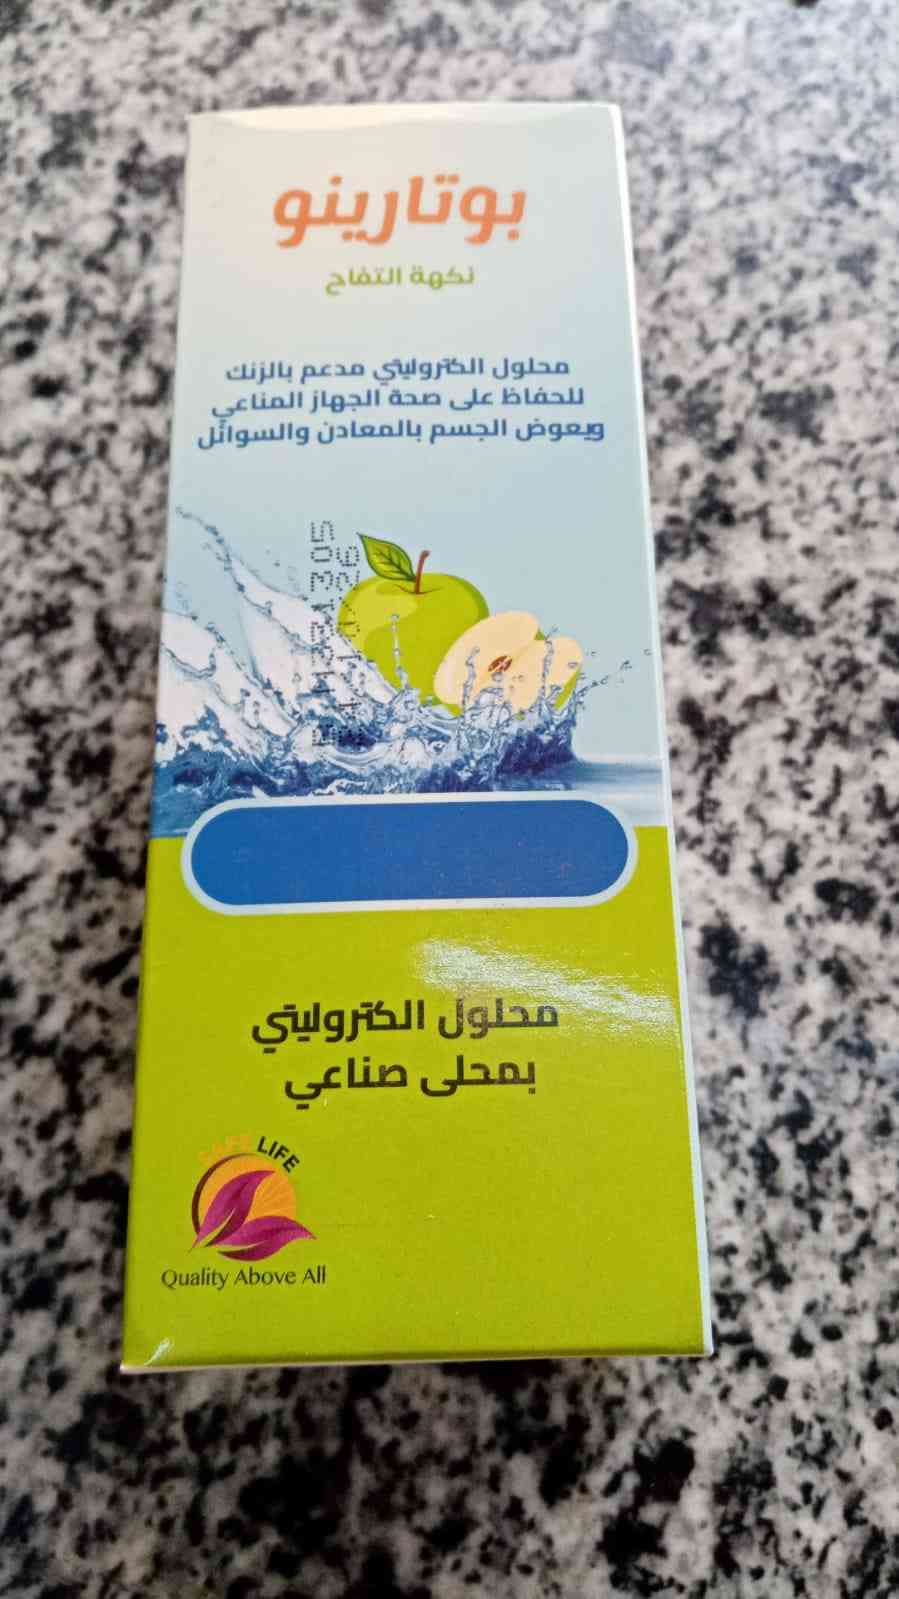 بوتارينو
نكهة التفاح
محلول الكتروليتي مدعم بالزنك
للحفاظ على صحة الجهاز المناعي
ويعوض الجسم بالمعادن والسوائل
محلول الكتروليتي
بمحلى صناعي
SAFE LIFE
Quality Above All